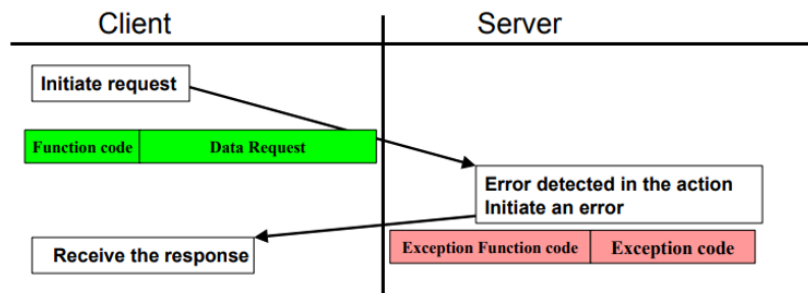 Client
Server
Initiate request
Function code
Data Request
Error detected in the action
Initiate an error
Receive the response
Exception Function code
Exception code